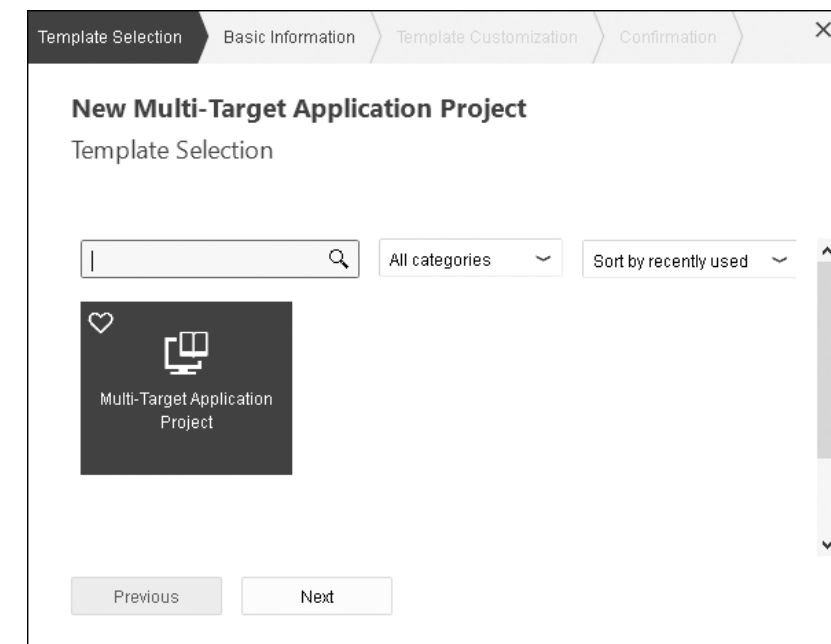 Template Selection
Basic Information
Template Customization
Confirmation
New Multi-Target Application Project
Template Selection
All categories
Sort by recently used
Multi-Target Application
Project
Previous
Next